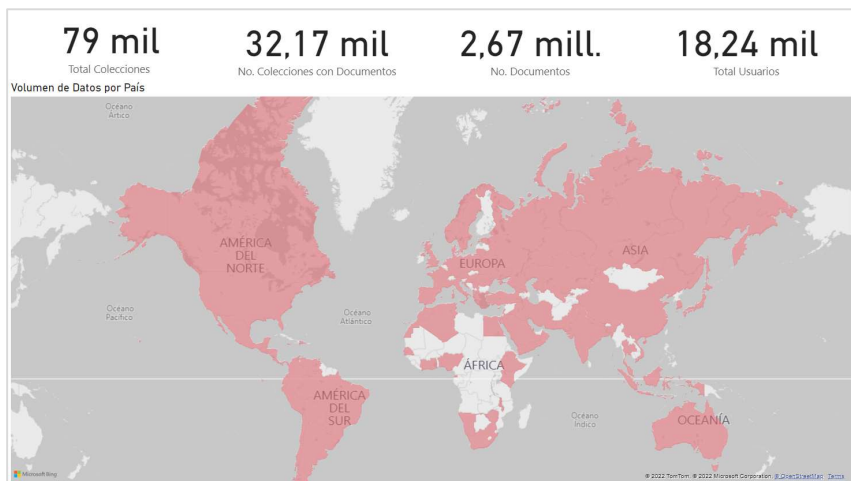 79 mil
Total Colecciones
32,17 mil
No. Colecciones con Documentos
2,67 mill.
No. Documentos
18,24 mil
Total Usuarios
Volumen de Datos por País
Océano
Ártico
AMÉRICA
DEL
NORTE
EUROPA
ASIA
Océano
Pacífico
Océano
Atlántico
ÁFRICA
AMÉRICA
DEL
SUR
Océano
Índico
OCEANÍA
Microsoft Bing
© 2022 TomTom, © 2022 Microsoft Corporation, © OpenStreetMap Terms